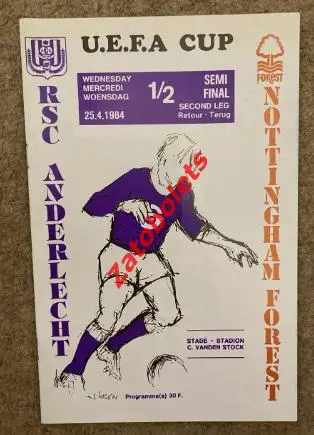 U.E.F.A CUP
FOREST
WEDNESDAY
MERCREDI
WOENSDAG
25.4.1984
1/2
SEMI
FINAL
SECOND LEG
Retour - Terug
RSC ANDERLECHT
NOTTINGHAM FOREST
Zatobolets
STADE - STADION
C. VANDEN STOCK
Programme(s) 30 F.